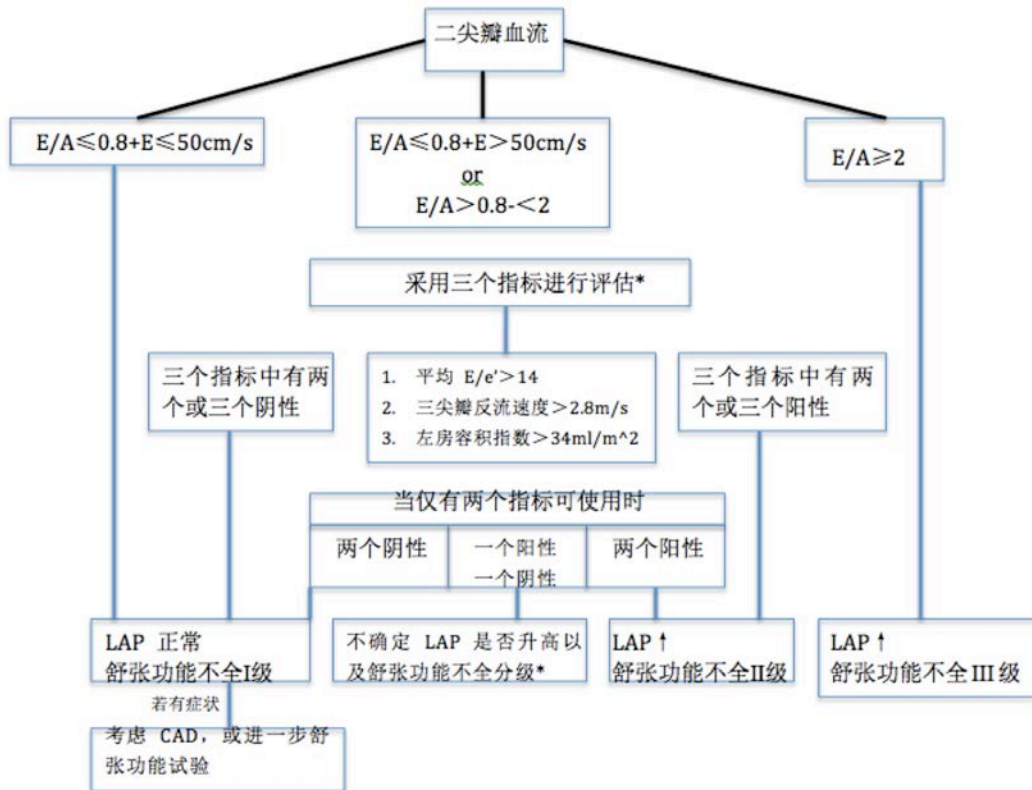 二尖瓣血流
E/A≤0.8+E≤50cm/s
E/A≤0.8+E＞50cm/s
or
E/A＞0.8-＜2
E/A≥2
采用三个指标进行评估*
三个指标中有两
个或三个阴性
1. 平均 E/e'＞14
2. 三尖瓣反流速度＞2.8m/s
3. 左房容积指数＞34ml/m^2
三个指标中有两
个或三个阳性
当仅有两个指标可使用时
两个阴性
一个阳性
一个阴性
两个阳性
LAP 正常
舒张功能不全I级
不确定 LAP 是否升高以
及舒张功能不全分级*
LAP↑
舒张功能不全II级
LAP↑
舒张功能不全III级
若有症状
考虑 CAD，或进一步舒
张功能试验